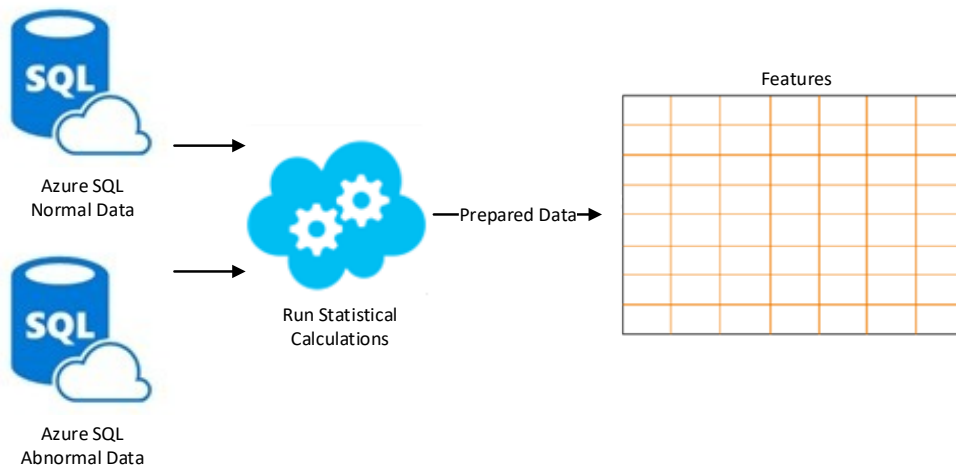 SQL
Azure SQL
Normal Data
SQL
Azure SQL
Abnormal Data
Run Statistical
Calculations
Prepared Data
Features